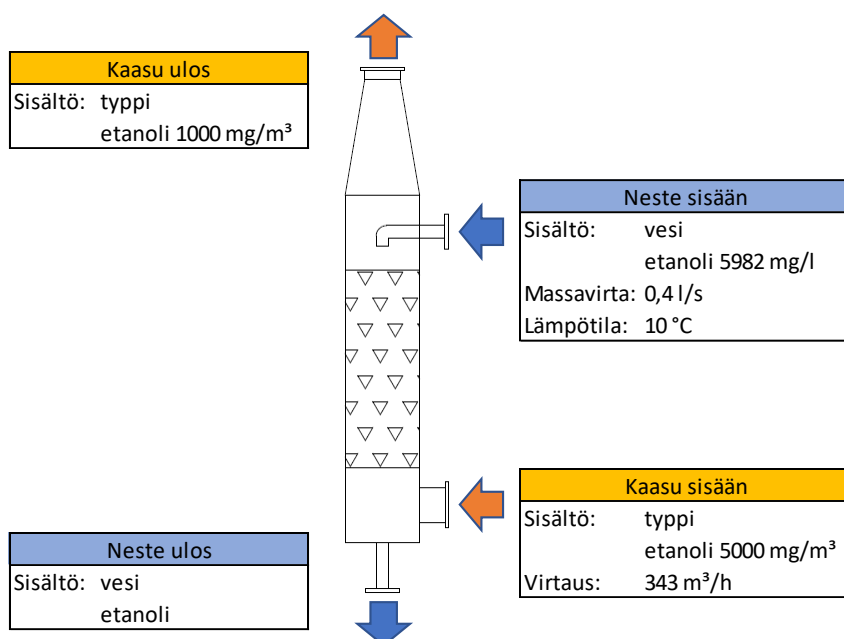 Kaasu ulos
Sisältö: typpi
etanoli 1000 mg/m³
Neste sisään
Sisältö: vesi
etanoli 5982 mg/l
Massavirta: 0,4 l/s
Lämpötila: 10 °C
Kaasu sisään
Sisältö: typpi
etanoli 5000 mg/m³
Virtaus: 343 m³/h
Neste ulos
Sisältö: vesi
etanoli